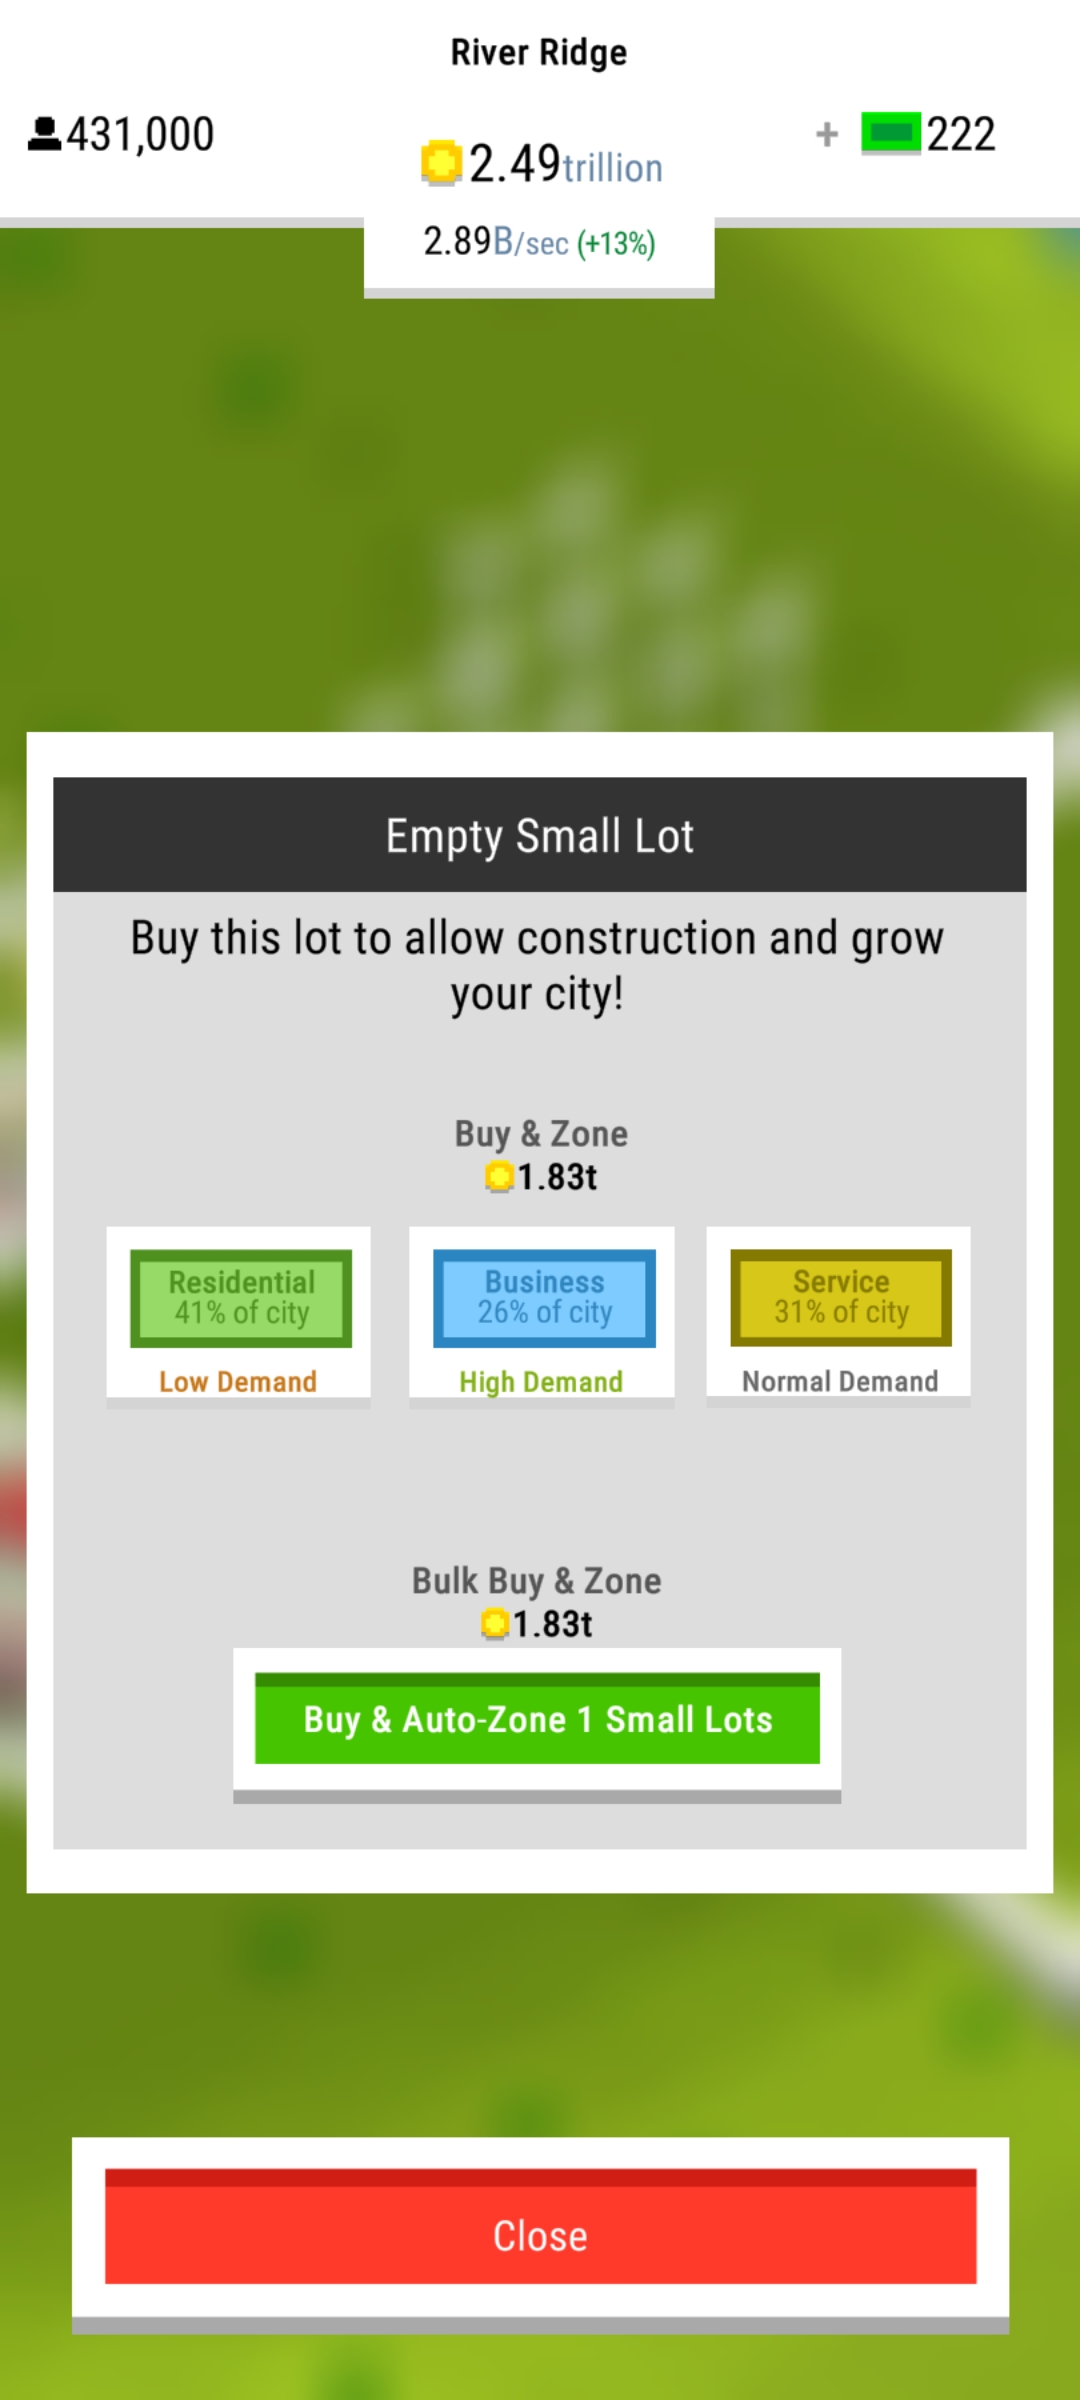 River Ridge
431,000
2.49trillion
+ 222
2.89B/sec (+13%)
Empty Small Lot
Buy this lot to allow construction and grow
your city!
Buy & Zone
1.83t
Residential
41% of city
Low Demand
Business
26% of city
High Demand
Service
31% of city
Normal Demand
Bulk Buy & Zone
1.83t
Buy & Auto-Zone 1 Small Lots
Close